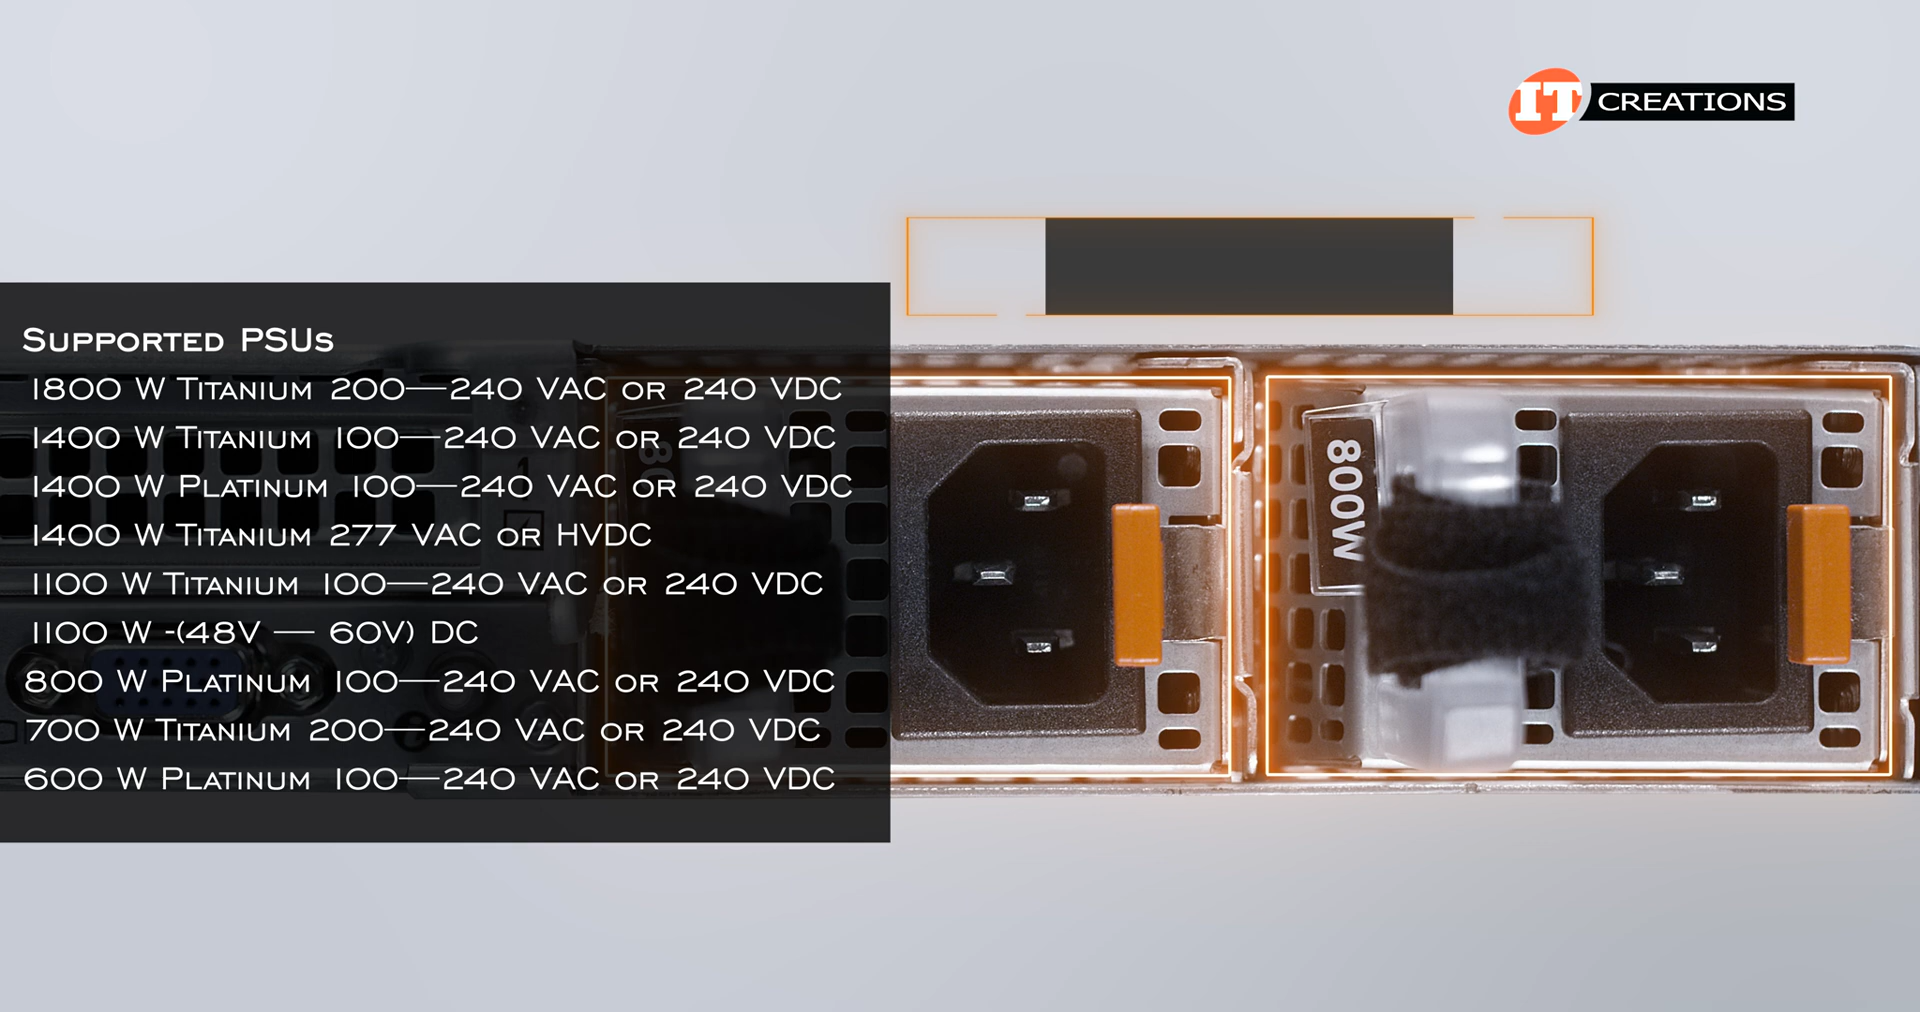 IT CREATIONS
Supported PSUs
1800 W Titanium 200—240 VAC or 240 VDC
1400 W Titanium 100—240 VAC or 240 VDC
1400 W Platinum 100—240 VAC or 240 VDC
1400 W Titanium 277 VAC or HVDC
1100 W Titanium 100—240 VAC or 240 VDC
1100 W -(48V — 60V) DC
800 W Platinum 100—240 VAC or 240 VDC
700 W Titanium 200—240 VAC or 240 VDC
600 W Platinum 100—240 VAC or 240 VDC
800W